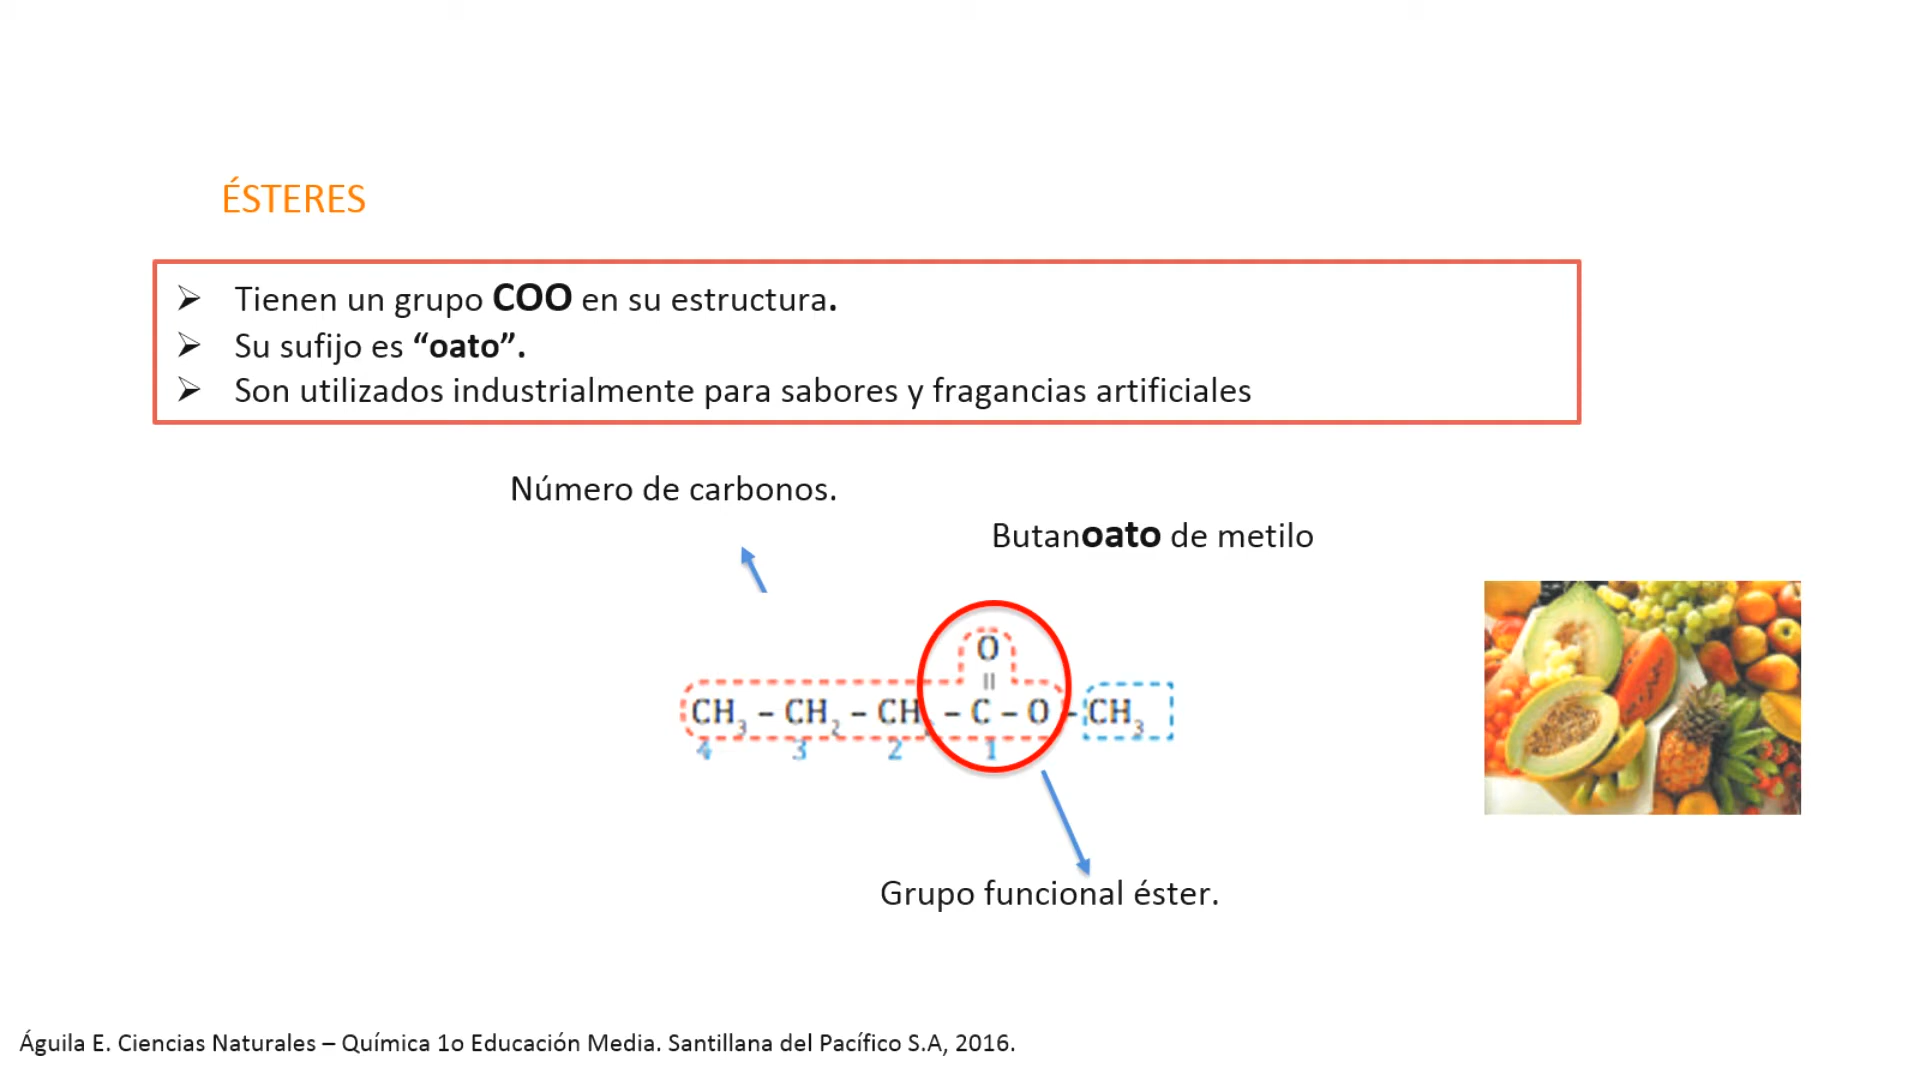 ÉSTERES
➢ Tienen un grupo COO en su estructura.
➢ Su sufijo es “oato”.
➢ Son utilizados industrialmente para sabores y fragancias artificiales
Número de carbonos.
Butanoato de metilo
O
||
CH₃ – CH₂ – CH₂ – C – O – CH₃
4 3 2 1
Grupo funcional éster.
Águila E. Ciencias Naturales – Química 1o Educación Media. Santillana del Pacífico S.A, 2016.